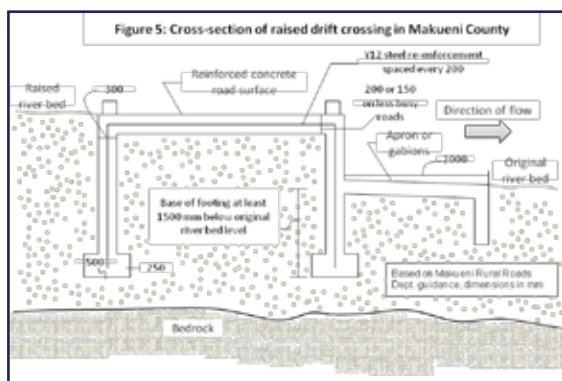 Figure 5: Cross-section of raised drift crossing in Makueni County
Y12 steel re-enforcement
spaced every 200
Reinforced concrete
road surface
Raised
river bed
300
200 or 150
on less busy
roads
Direction of flow
Apron or
gabions
2000
Original
river bed
Base of footing at least
1500 mm below original
river bed level
500
250
Based on Makueni Rural Roads
Dept guidance, dimensions in mm
Bedrock